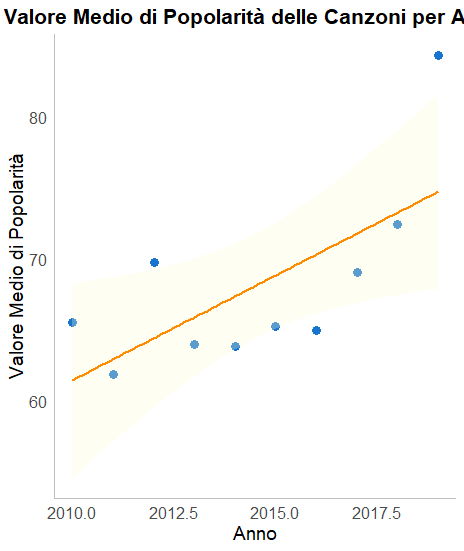 Valore Medio di Popolarità delle Canzoni per A
80
70
60
Valore Medio di Popolarità
2010.0 2012.5 2015.0 2017.5
Anno